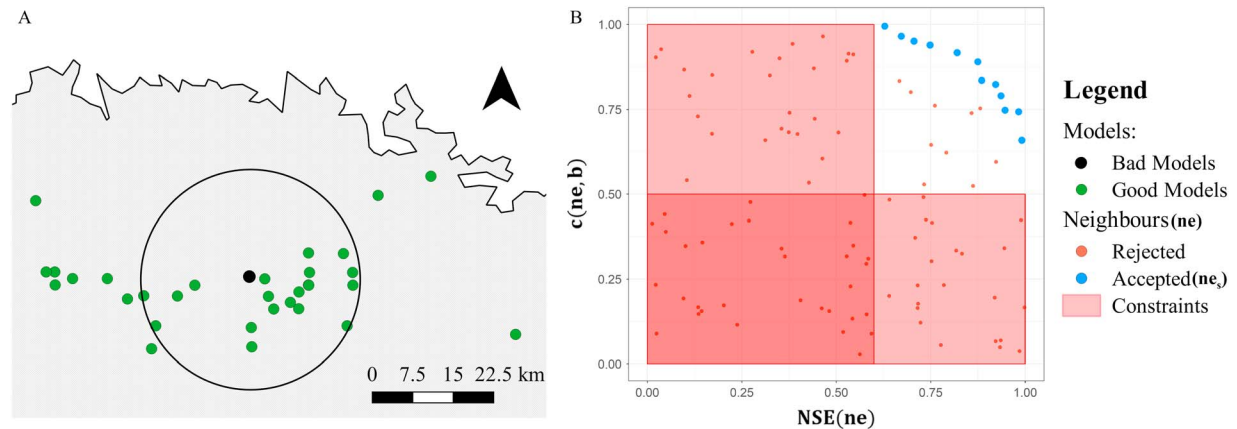 A
0 7.5 15 22.5 km
B
1.00
0.75
0.50
0.25
0.00
c(ne, b)
0.00 0.25 0.50 0.75 1.00
NSE(ne)
Legend
Models:
Bad Models
Good Models
Neighbours(ne)
Rejected
Accepted(neₛ)
Constraints